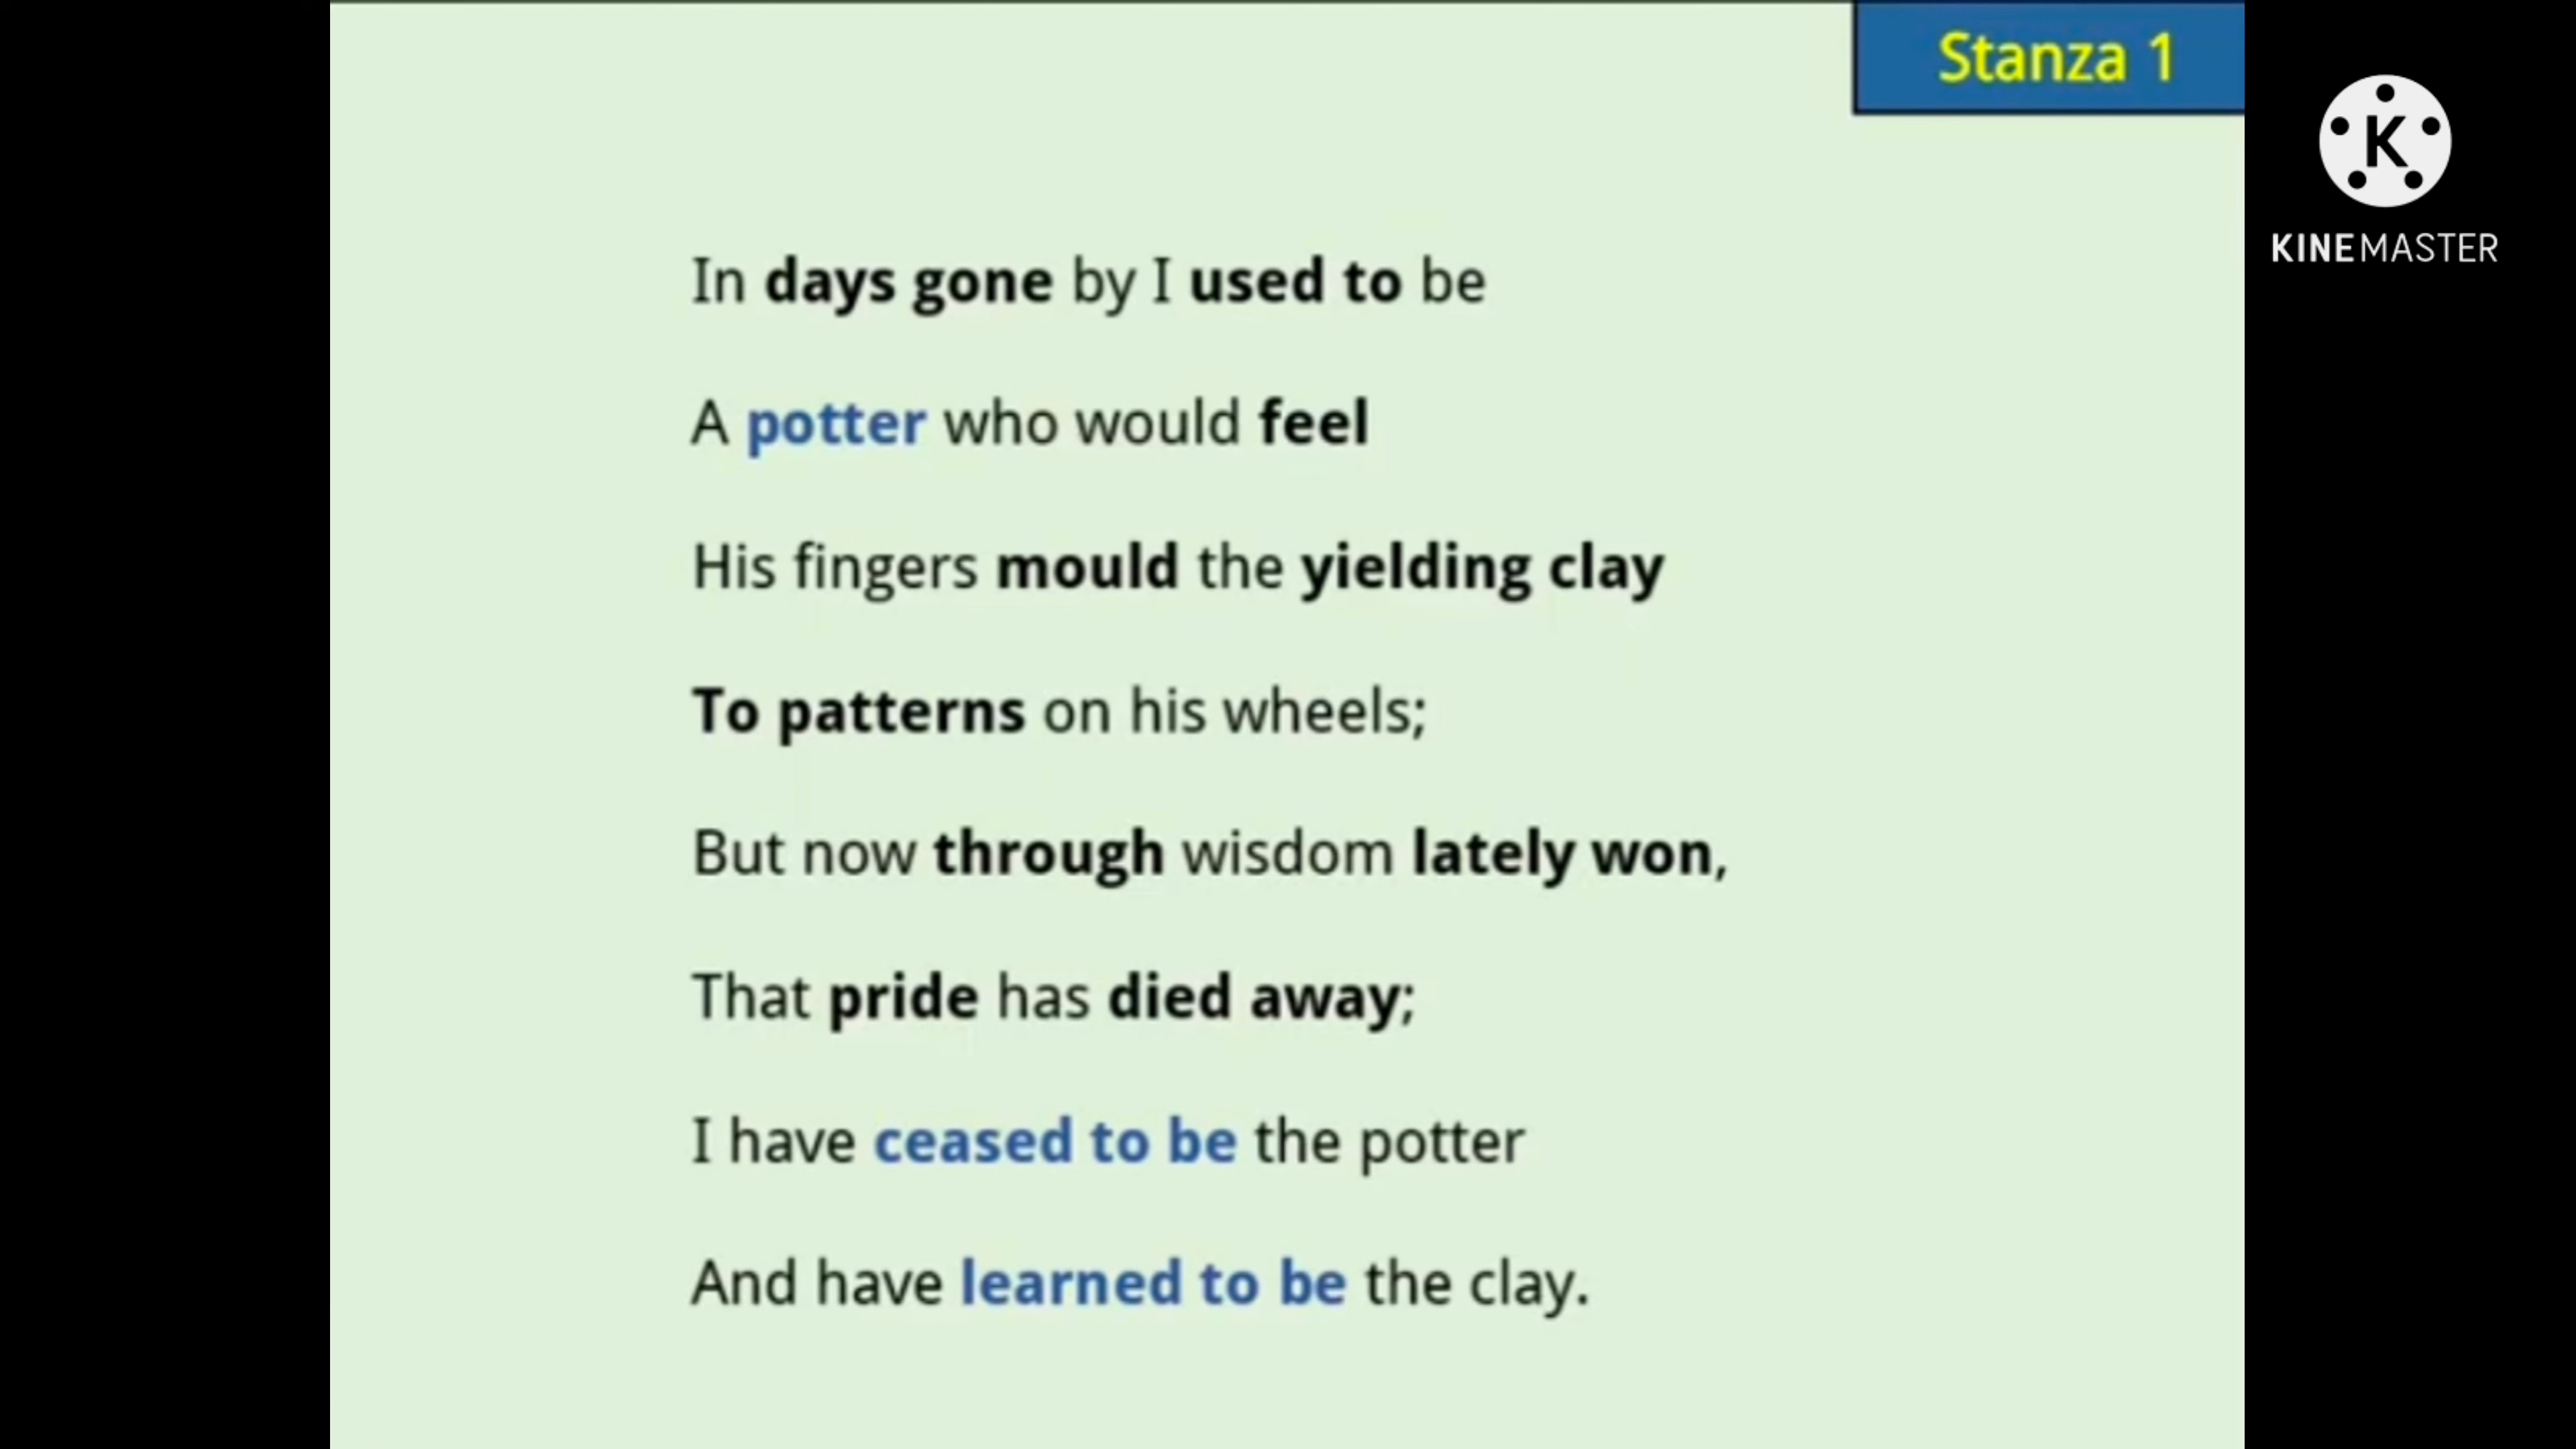 Stanza 1
K
KINEMASTER
In days gone by I used to be
A potter who would feel
His fingers mould the yielding clay
To patterns on his wheels;
But now through wisdom lately won,
That pride has died away;
I have ceased to be the potter
And have learned to be the clay.